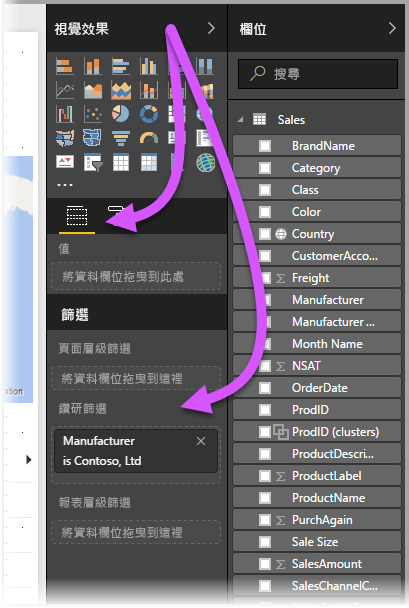 視覺效果
值
將資料欄位拖曳到此處
篩選
頁面層級篩選
將資料欄位拖曳到這裡
鑽研篩選
Manufacturer
is Contoso, Ltd
報表層級篩選
將資料欄位拖曳到這裡
欄位
搜尋
Sales
BrandName
Category
Class
Color
Country
CustomerAcco...
Freight
Manufacturer
Manufacturer ...
Month Name
NSAT
OrderDate
ProdID
ProdID (clusters)
ProductDescri...
ProductLabel
ProductName
PurchAgain
Sale Size
SalesAmount
SalesChannelC...